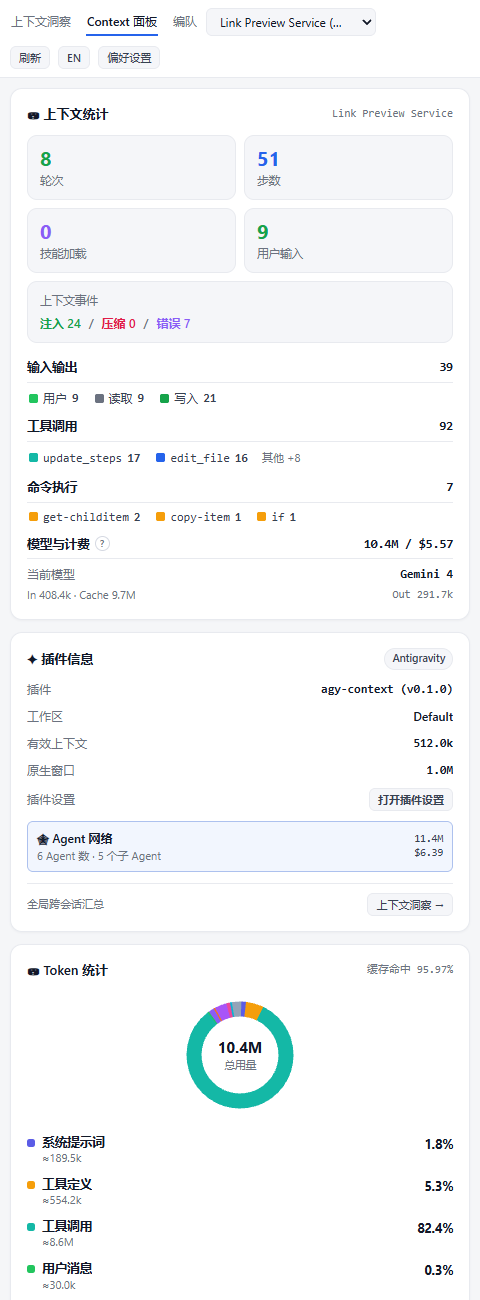 上下文洞察 Context 面板 编队 Link Preview Service (...
刷新 EN 偏好设置
上下文统计 Link Preview Service
8 51
轮次 步数
0 9
技能加载 用户输入
上下文事件
注入 24 / 压缩 0 / 错误 7
输入输出 39
用户 9 读取 9 写入 21
工具调用 92
update_steps 17 edit_file 16 其他 +8
命令执行 7
get-childitem 2 copy-item 1 if 1
模型与计费 ? 10.4M / $5.57
当前模型 Gemini 4
In 408.4k · Cache 9.7M Out 291.7k
插件信息 Antigravity
插件 agy-context (v0.1.0)
工作区 Default
有效上下文 512.0k
原生窗口 1.0M
插件设置 打开插件设置
Agent 网络 11.4M
6 Agent 数 · 5 个子 Agent $6.39
全局跨会话汇总 上下文洞察 →
Token 统计 缓存命中 95.97%
10.4M
总用量
系统提示词 1.8%
≈189.5k
工具定义 5.3%
≈554.2k
工具调用 82.4%
≈8.6M
用户消息 0.3%
≈30.0k